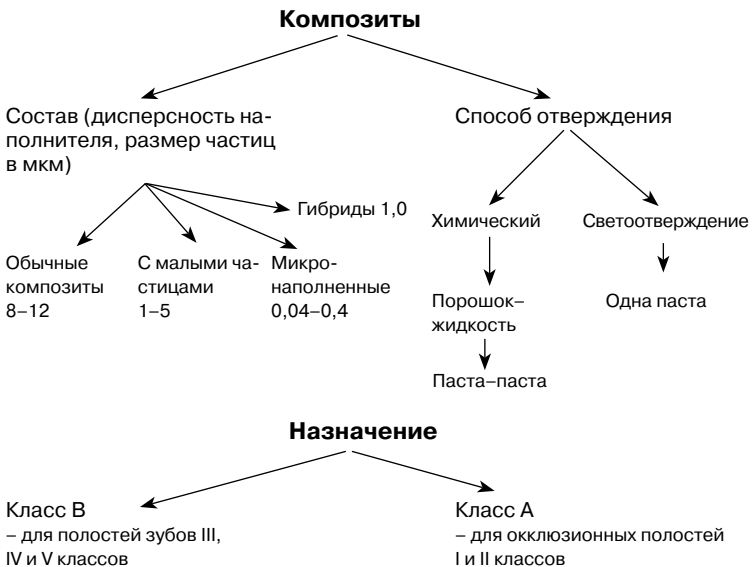 Композиты
Состав (дисперсность на-
полнителя, размер частиц
в мкм)
Способ отверждения
Гибриды 1,0
Химический
Светоотверждение
Обычные
композиты
8–12
С малыми ча-
стицами
1–5
Микро-
наполненные
0,04–0,4
Порошок–
жидкость
Одна паста
Паста–паста
Назначение
Класс В
– для полостей зубов III,
IV и V классов
Класс А
– для окклюзионных полостей
I и II классов